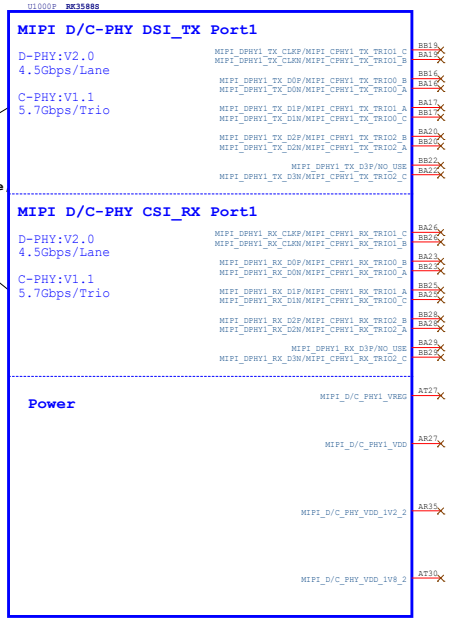 U1000P RK3588S
MIPI D/C-PHY DSI_TX Port1
D-PHY:V2.0
4.5Gbps/Lane
C-PHY:V1.1
5.7Gbps/Trio
MIPI_DPHY1_TX_CLKP/MIPI_CPHY1_TX_TRIO1_C BB19
MIPI_DPHY1_TX_CLKN/MIPI_CPHY1_TX_TRIO1_B BA19
MIPI_DPHY1_TX_D0P/MIPI_CPHY1_TX_TRIO0_B BB16
MIPI_DPHY1_TX_D0N/MIPI_CPHY1_TX_TRIO0_A BA16
MIPI_DPHY1_TX_D1P/MIPI_CPHY1_TX_TRIO1_A BA17
MIPI_DPHY1_TX_D1N/MIPI_CPHY1_TX_TRIO0_C BB17
MIPI_DPHY1_TX_D2P/MIPI_CPHY1_TX_TRIO2_B BA20
MIPI_DPHY1_TX_D2N/MIPI_CPHY1_TX_TRIO2_A BB20
MIPI_DPHY1_TX_D3P/NO_USE BB22
MIPI_DPHY1_TX_D3N/MIPI_CPHY1_TX_TRIO2_C BA22
e
MIPI D/C-PHY CSI_RX Port1
D-PHY:V2.0
4.5Gbps/Lane
C-PHY:V1.1
5.7Gbps/Trio
MIPI_DPHY1_RX_CLKP/MIPI_CPHY1_RX_TRIO1_C BA26
MIPI_DPHY1_RX_CLKN/MIPI_CPHY1_RX_TRIO1_B BB26
MIPI_DPHY1_RX_D0P/MIPI_CPHY1_RX_TRIO0_B BA23
MIPI_DPHY1_RX_D0N/MIPI_CPHY1_RX_TRIO0_A BB23
MIPI_DPHY1_RX_D1P/MIPI_CPHY1_RX_TRIO1_A BB25
MIPI_DPHY1_RX_D1N/MIPI_CPHY1_RX_TRIO0_C BA25
MIPI_DPHY1_RX_D2P/MIPI_CPHY1_RX_TRIO2_B BB28
MIPI_DPHY1_RX_D2N/MIPI_CPHY1_RX_TRIO2_A BA28
MIPI_DPHY1_RX_D3P/NO_USE BA29
MIPI_DPHY1_RX_D3N/MIPI_CPHY1_RX_TRIO2_C BB29
Power
MIPI_D/C_PHY1_VREG AT27
MIPI_D/C_PHY1_VDD AR27
MIPI_D/C_PHY_VDD_1V2_2 AR35
MIPI_D/C_PHY_VDD_1V8_2 AT30